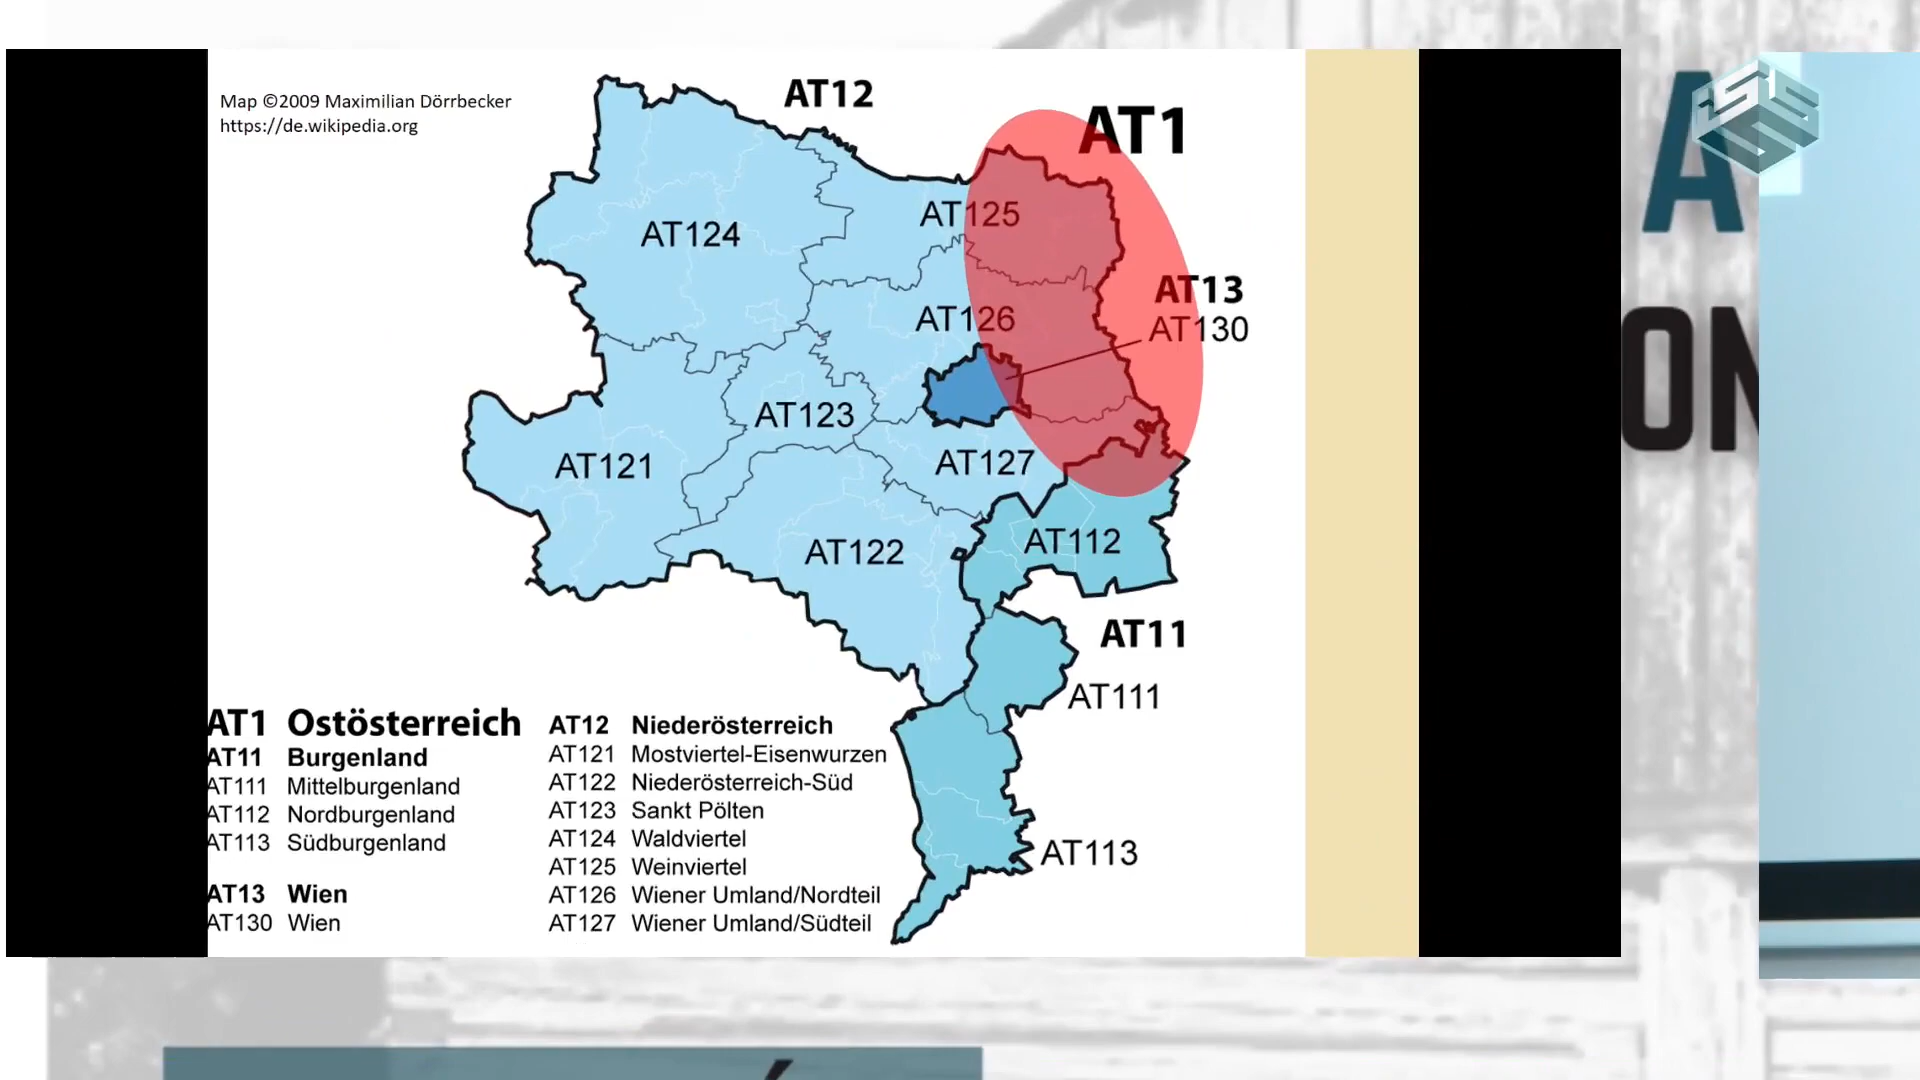 Map ©2009 Maximilian Dörrbecker
https://de.wikipedia.org
AT12
AT1
AT125
AT124
AT13
AT130
AT126
AT123
AT121
AT127
AT122
AT112
AT11
AT111
AT113
AT1 Ostösterreich
AT11 Burgenland
AT111 Mittelburgenland
AT112 Nordburgenland
AT113 Südburgenland
AT13 Wien
AT130 Wien
AT12 Niederösterreich
AT121 Mostviertel-Eisenwurzen
AT122 Niederösterreich-Süd
AT123 Sankt Pölten
AT124 Waldviertel
AT125 Weinviertel
AT126 Wiener Umland/Nordteil
AT127 Wiener Umland/Südteil